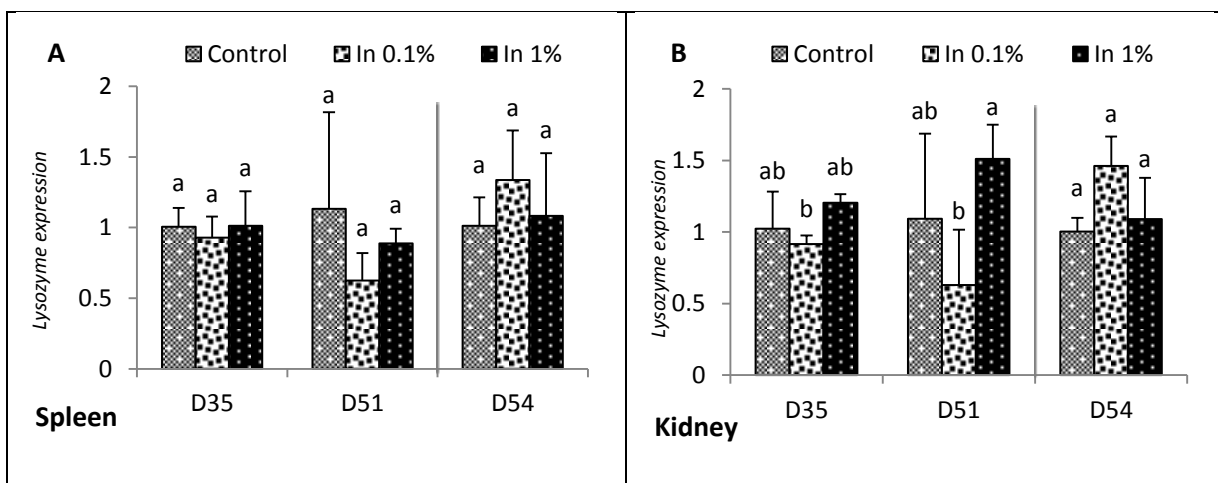 A
Control In 0.1% In 1%
2
1.5
1
0.5
0
Lysozyme expression
a a a a a a a a a
D35 D51 D54
Spleen
B
Control In 0.1% In 1%
2
1.5
1
0.5
0
Lysozyme expression
ab b ab ab b a a a a
D35 D51 D54
Kidney